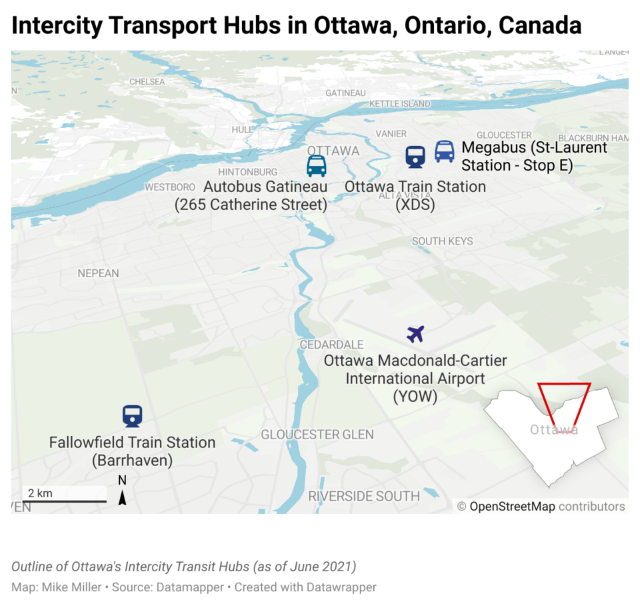 Intercity Transport Hubs in Ottawa, Ontario, Canada
CHELSEA
GATINEAU
KETTLE ISLAND
HULL
VANIER
GLOUCESTER
BLACKBURN HAM
OTTAWA
Megabus (St-Laurent
Station - Stop E)
HINTONBURG
WESTBORO
Autobus Gatineau
(265 Catherine Street)
Ottawa Train Station
(XDS)
ALTA VISTA
SOUTH KEYS
NEPEAN
CEDARDALE
Ottawa Macdonald-Cartier
International Airport
(YOW)
Fallowfield Train Station
(Barrhaven)
GLOUCESTER GLEN
Ottawa
2 km
N
RIVERSIDE SOUTH
© OpenStreetMap contributors
Outline of Ottawa's Intercity Transit Hubs (as of June 2021)
Map: Mike Miller • Source: Datamapper • Created with Datawrapper